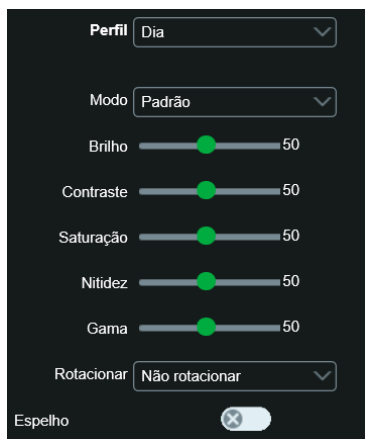 Perfil Dia
Modo Padrão
Brilho 50
Contraste 50
Saturação 50
Nitidez 50
Gama 50
Rotacionar Não rotacionar
Espelho